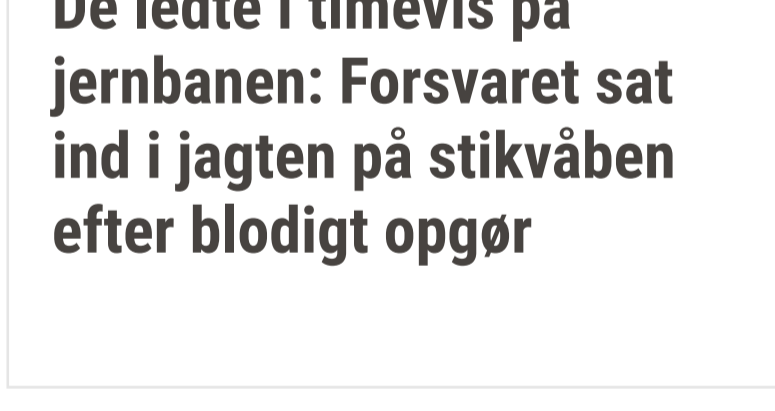 De ledte i timevis på
jernbanen: Forsvaret sat
ind i jagten på stikvåben
efter blodigt opgør